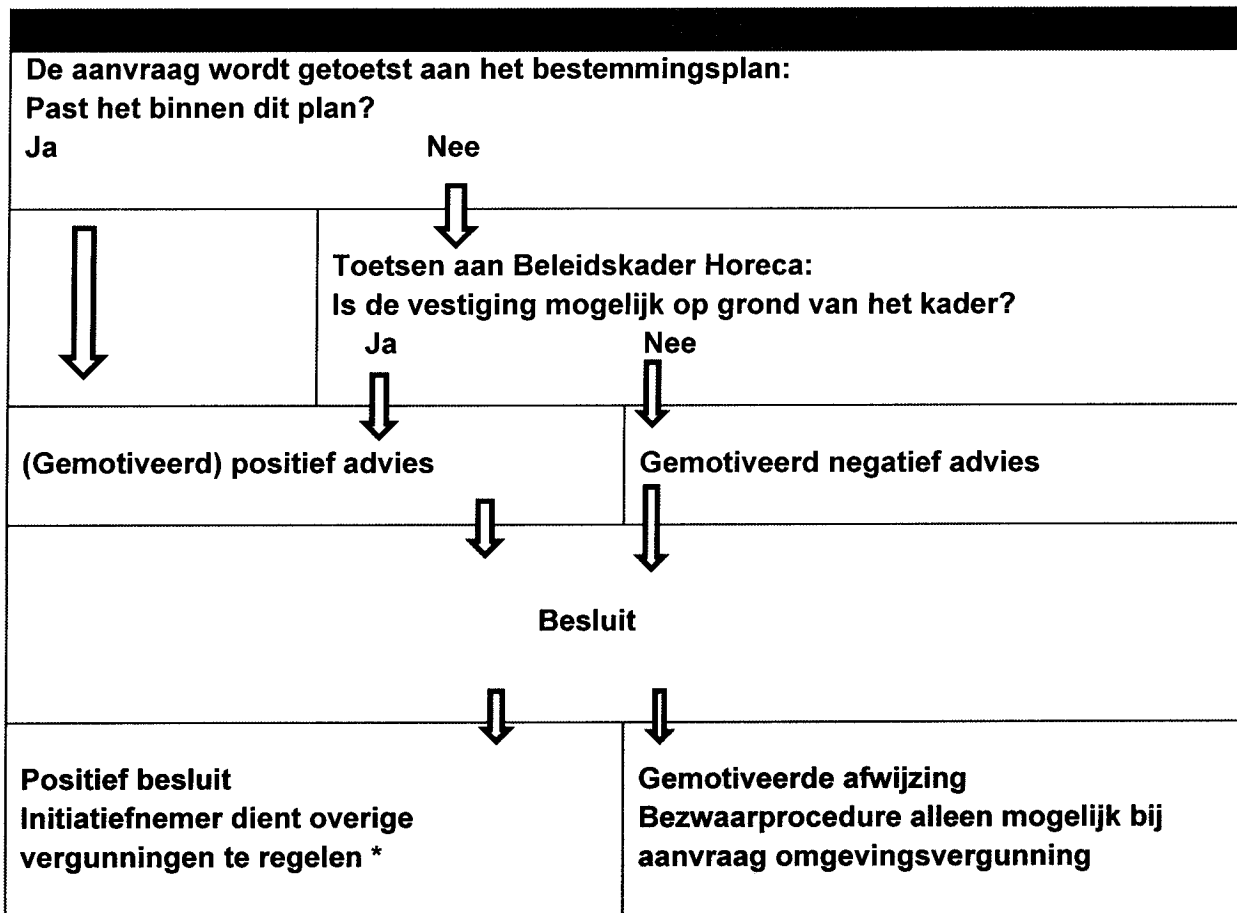 De aanvraag wordt getoetst aan het bestemmingsplan:
Past het binnen dit plan?
Ja Nee
Toetsen aan Beleidskader Horeca:
Is de vestiging mogelijk op grond van het kader?
Ja Nee
(Gemotiveerd) positief advies
Gemotiveerd negatief advies
Besluit
Positief besluit
Initiatiefnemer dient overige
vergunningen te regelen *
Gemotiveerde afwijzing
Bezwaarprocedure alleen mogelijk bij
aanvraag omgevingsvergunning